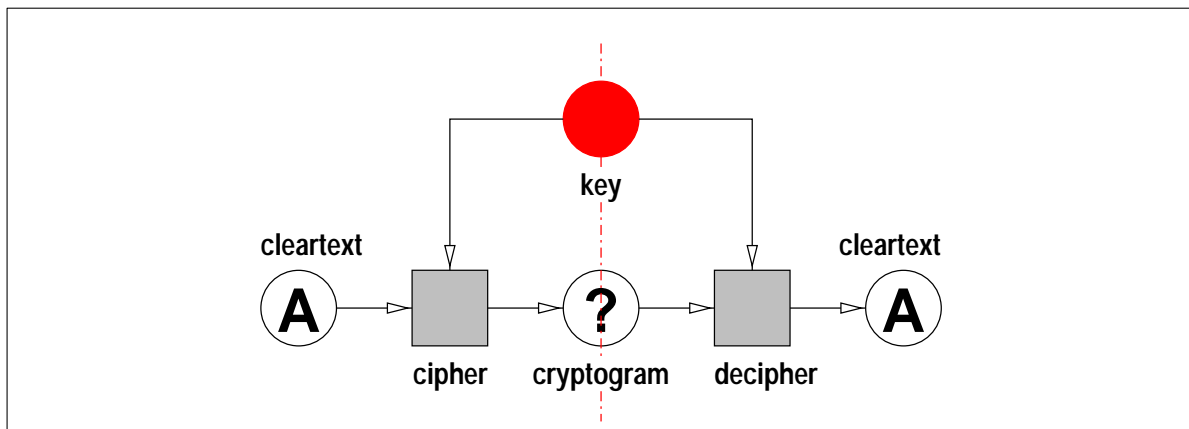 key
cleartext
cleartext
A
?
A
cipher
cryptogram
decipher